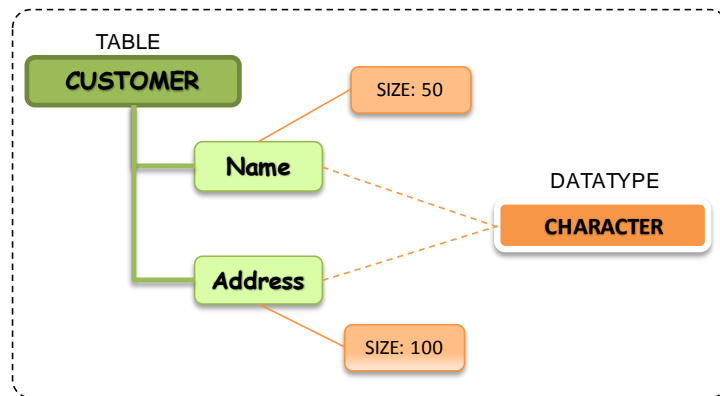 TABLE
CUSTOMER
SIZE: 50
Name
DATATYPE
CHARACTER
Address
SIZE: 100